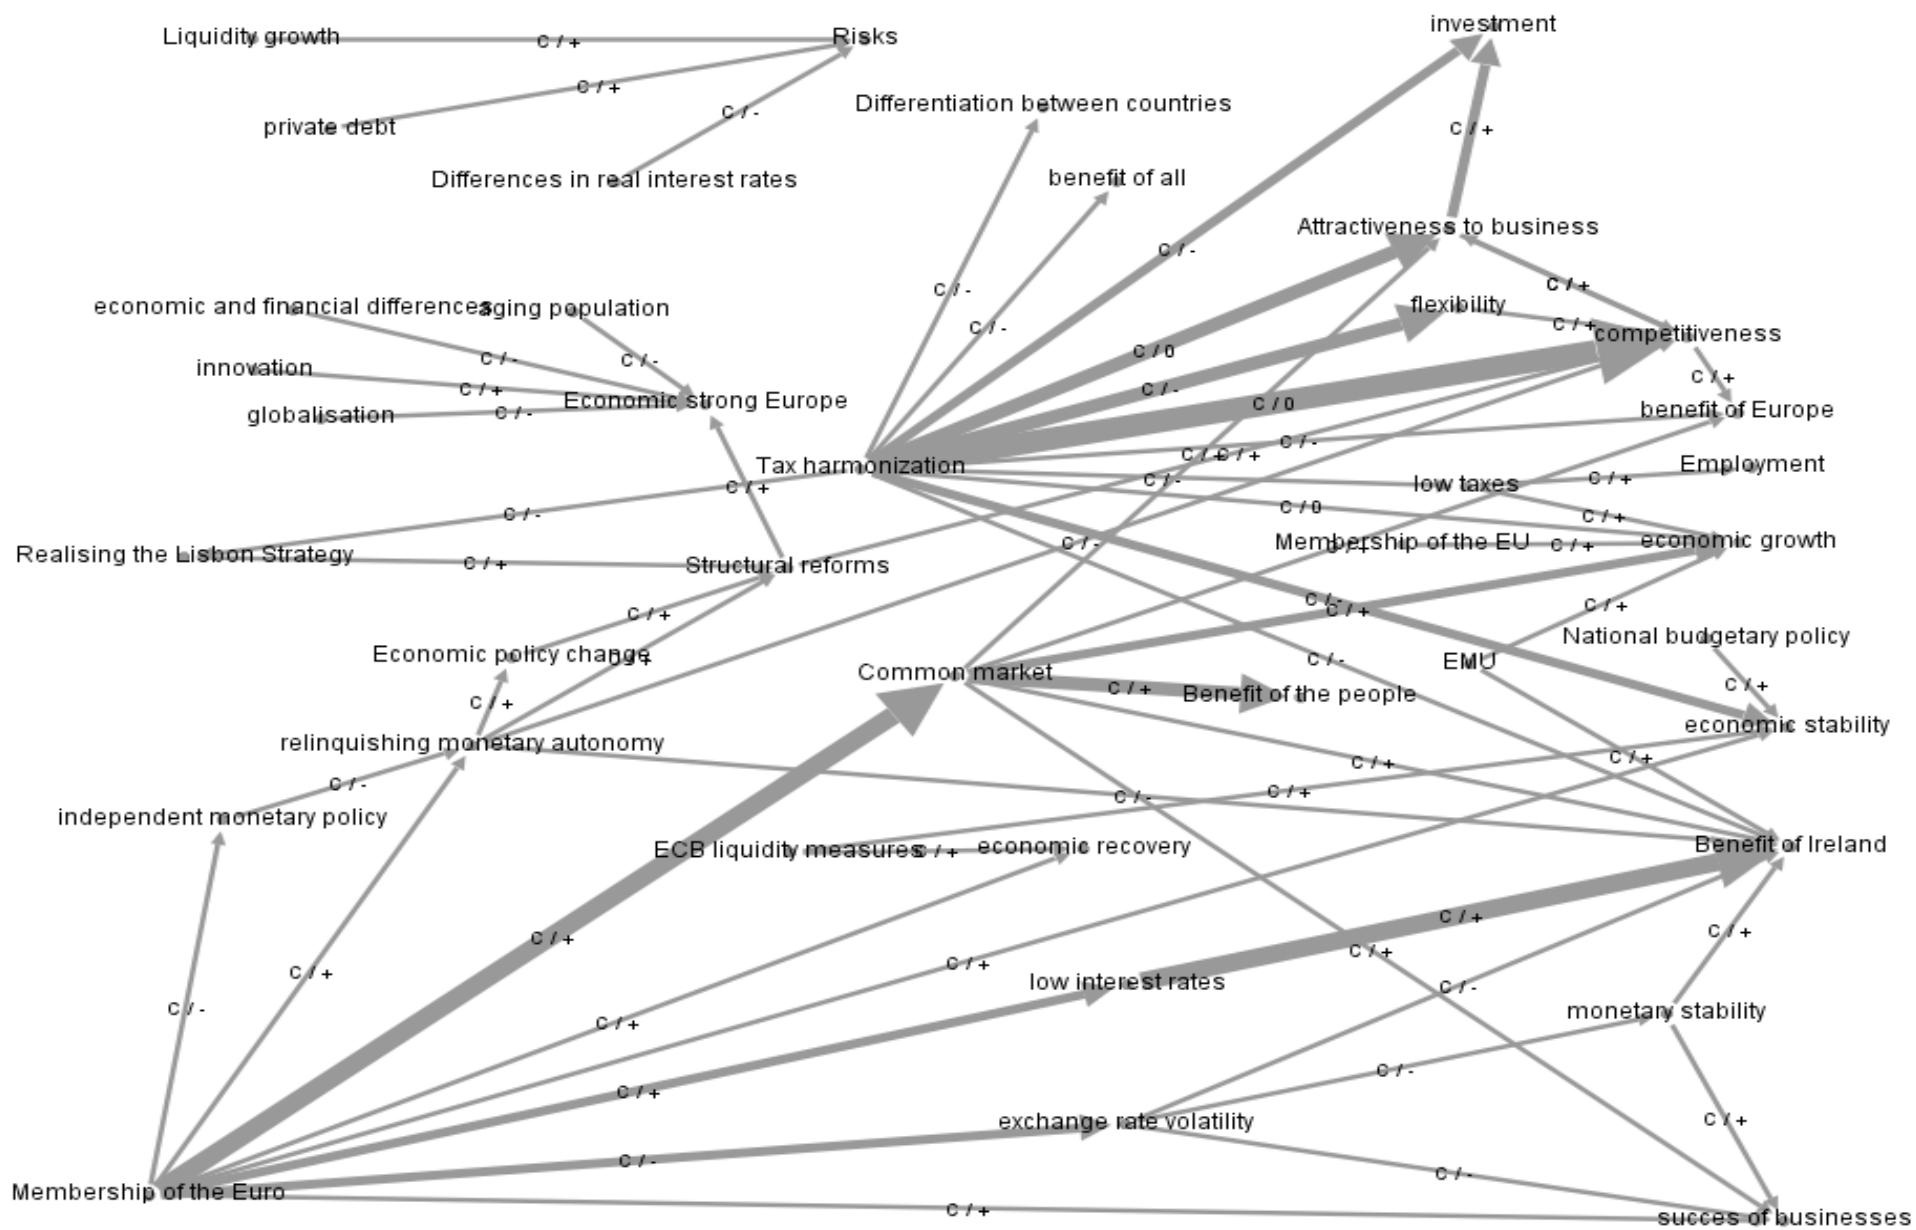 investment
Liquidity growth
C / +
Risks
C / +
Differentiation between countries
C / -
private debt
C / +
Differences in real interest rates
benefit of all
Attractiveness to business
C / -
C / +
C / -
economic and financial differences
aging population
flexibility
C / -
C / +
competitiveness
C / 0
C / -
C / -
innovation
C / +
C / +
C / -
Economic strong Europe
C / 0
benefit of Europe
globalisation
C / -
C / -
C / +
C / +
Tax harmonization
Employment
C / -
C / +
low taxes
C / +
C / 0
C / -
C / +
Membership of the EU
C / +
C / +
economic growth
C / -
Realising the Lisbon Strategy
C / +
Structural reforms
C / -
C / +
C / +
C / +
National budgetary policy
Economic policy change
C / +
C / -
EMU
Common market
C / +
Benefit of the people
C / +
C / +
economic stability
relinquishing monetary autonomy
C / +
C / +
C / -
C / +
C / -
independent monetary policy
ECB liquidity measures
C / +
economic recovery
Benefit of Ireland
C / +
C / +
C / +
C / +
C / +
C / +
low interest rates
C / -
C / -
monetary stability
C / +
C / -
C / +
exchange rate volatility
C / +
C / -
C / -
Membership of the Euro
C / +
succes of businesses